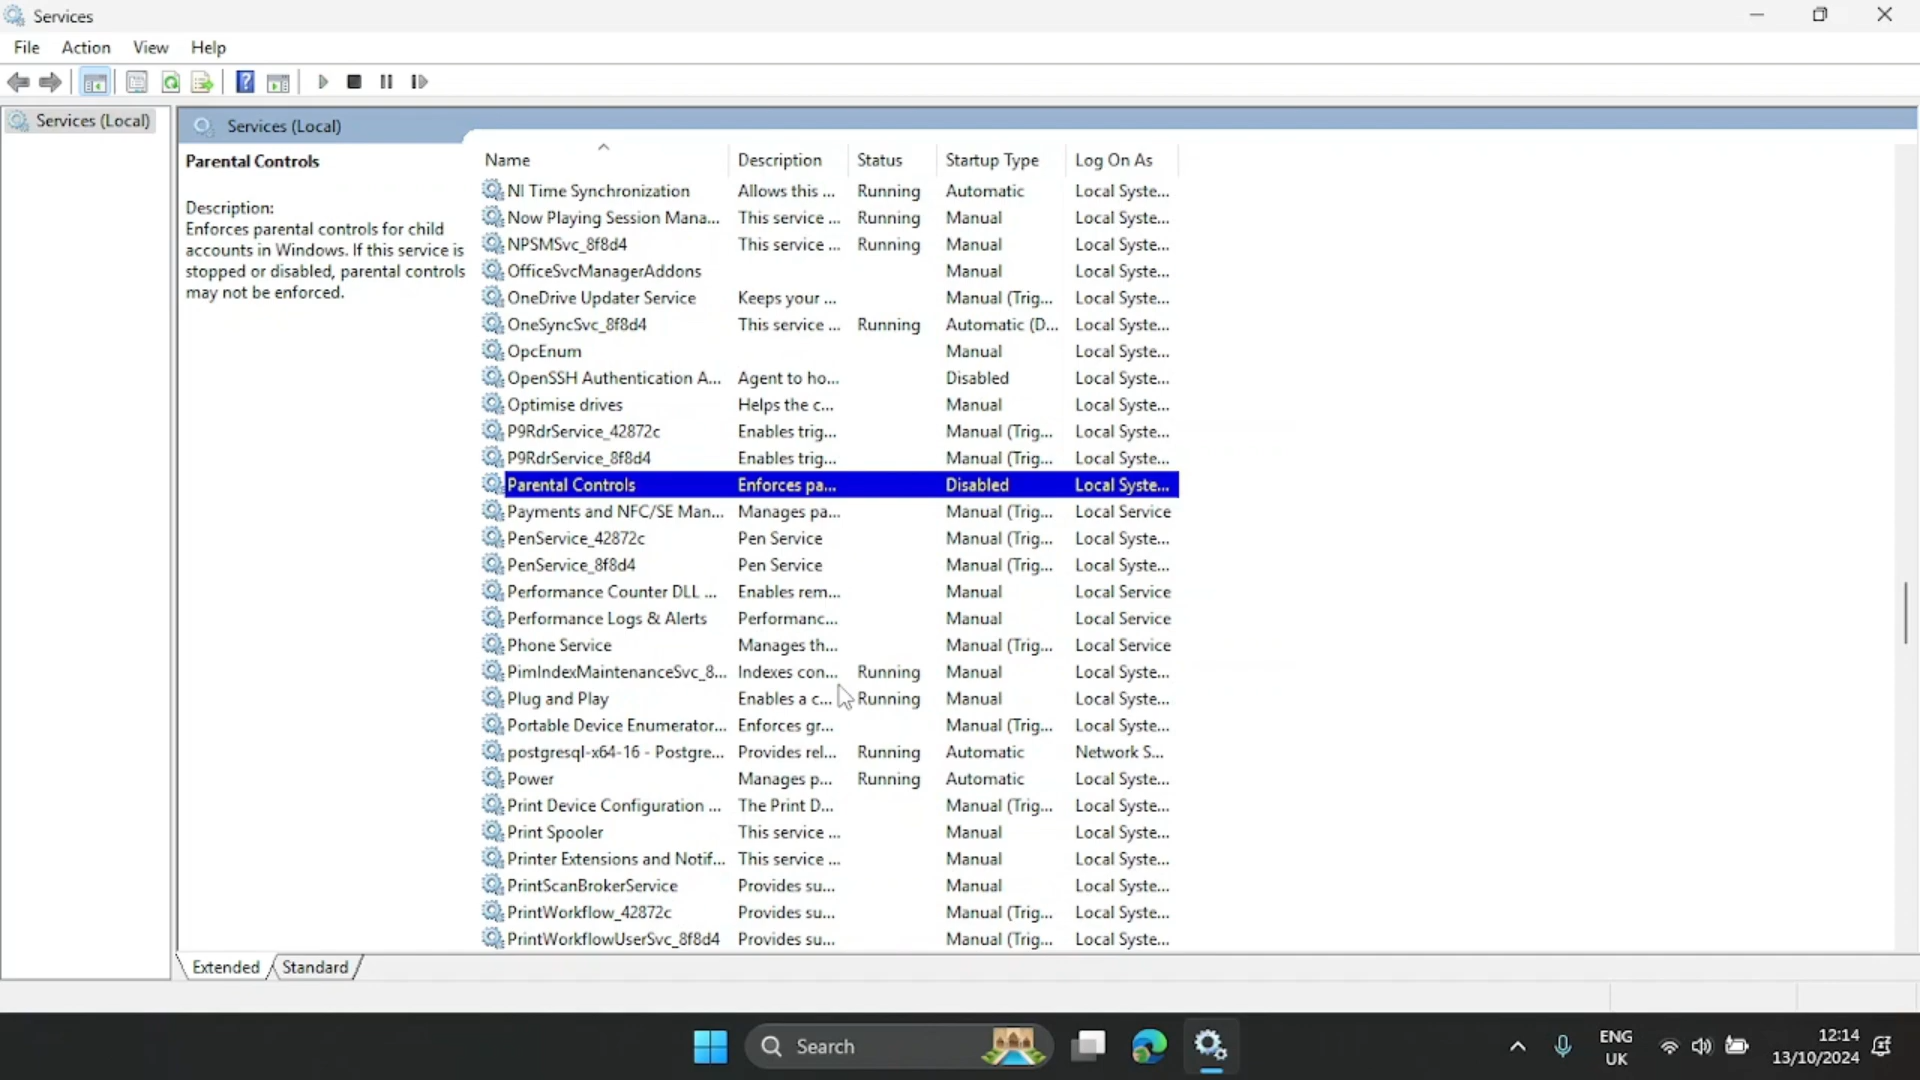 Services
File Action View Help
Services (Local)
Services (Local)
Parental Controls
Description:
Enforces parental controls for child
accounts in Windows. If this service is
stopped or disabled, parental controls
may not be enforced.
Name Description Status Startup Type Log On As
NI Time Synchronization Allows this ... Running Automatic Local Syste...
Now Playing Session Mana... This service ... Running Manual Local Syste...
NPSMSvc_8f8d4 This service ... Running Manual Local Syste...
OfficeSvcManagerAddons Manual Local Syste...
OneDrive Updater Service Keeps your ... Manual (Trig... Local Syste...
OneSyncSvc_8f8d4 This service ... Running Automatic (D... Local Syste...
OpcEnum Manual Local Syste...
OpenSSH Authentication A... Agent to ho... Disabled Local Syste...
Optimise drives Helps the c... Manual Local Syste...
P9RdrService_42872c Enables trig... Manual (Trig... Local Syste...
P9RdrService_8f8d4 Enables trig... Manual (Trig... Local Syste...
Parental Controls Enforces pa... Disabled Local Syste...
Payments and NFC/SE Man... Manages pa... Manual (Trig... Local Service
PenService_42872c Pen Service Manual (Trig... Local Syste...
PenService_8f8d4 Pen Service Manual (Trig... Local Syste...
Performance Counter DLL ... Enables rem... Manual Local Service
Performance Logs & Alerts Performanc... Manual Local Service
Phone Service Manages th... Manual (Trig... Local Service
PimIndexMaintenanceSvc_8... Indexes con... Running Manual Local Syste...
Plug and Play Enables a c... Running Manual Local Syste...
Portable Device Enumerator... Enforces gr... Manual (Trig... Local Syste...
postgresql-x64-16 - Postgre... Provides rel... Running Automatic Network S...
Power Manages p... Running Automatic Local Syste...
Print Device Configuration ... The Print D... Manual (Trig... Local Syste...
Print Spooler This service ... Manual Local Syste...
Printer Extensions and Notif... This service ... Manual Local Syste...
PrintScanBrokerService Provides su... Manual Local Syste...
PrintWorkflow_42872c Provides su... Manual (Trig... Local Syste...
PrintWorkflowUserSvc_8f8d4 Provides su... Manual (Trig... Local Syste...
Extended Standard
Search
ENG
UK
12:14
13/10/2024